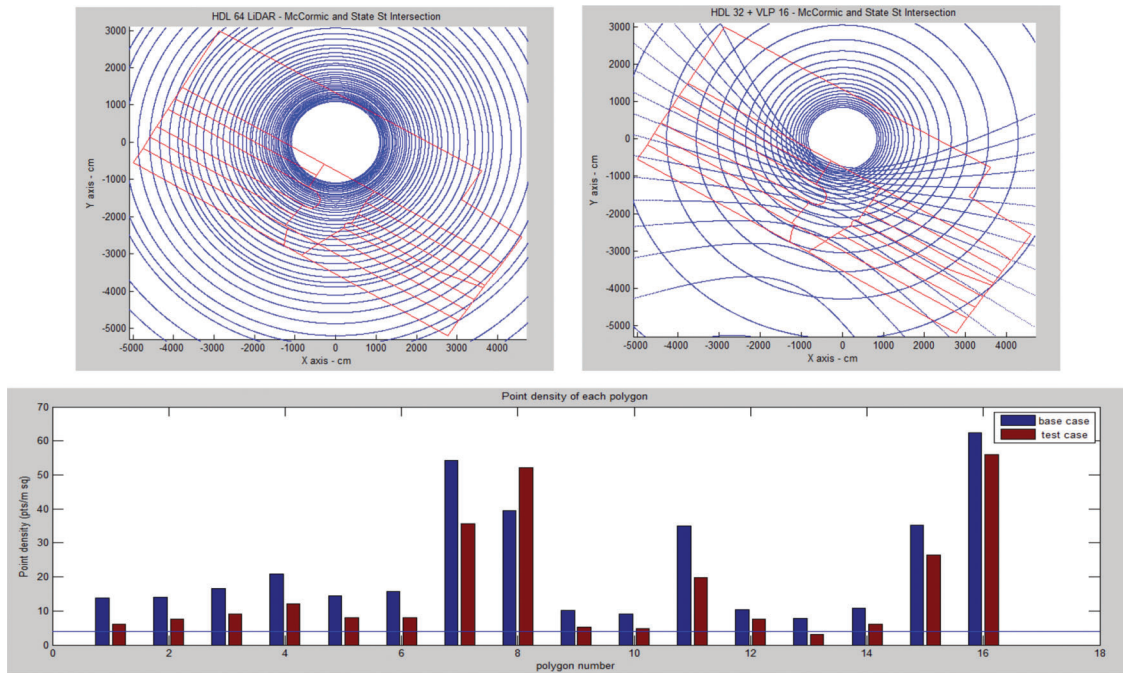 HDL 64 LiDAR - McCormic and State St Intersection
3000
2000
1000
0
-1000
-2000
-3000
-4000
-5000
Y axis - cm
-5000 -4000 -3000 -2000 -1000 0 1000 2000 3000 4000
X axis - cm
HDL 32 + VLP 16 - McCormic and State St Intersection
3000
2000
1000
0
-1000
-2000
-3000
-4000
-5000
Y axis - cm
-5000 -4000 -3000 -2000 -1000 0 1000 2000 3000 4000
X axis - cm
Point density of each polygon
70
60
50
40
30
20
10
0
Point density (pts/m sq)
base case
test case
0 2 4 6 8 10 12 14 16 18
polygon number